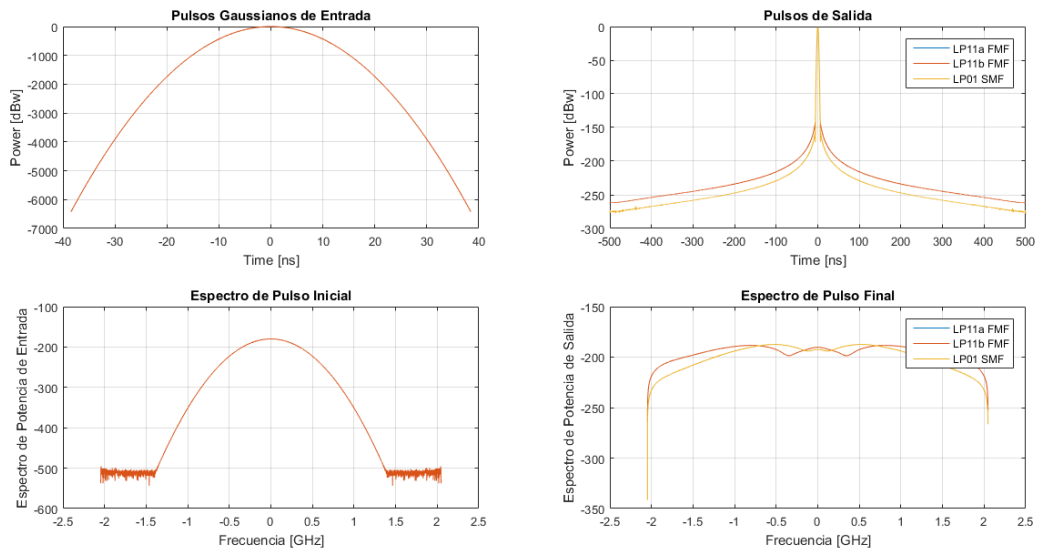 Pulsos Gaussianos de Entrada
0
-1000
-2000
-3000
-4000
-5000
-6000
-7000
Power [dBw]
-40 -30 -20 -10 0 10 20 30 40
Time [ns]
Pulsos de Salida
0
-50
-100
-150
-200
-250
-300
Power [dBw]
LP11a FMF
LP11b FMF
LP01 SMF
-500 -400 -300 -200 -100 0 100 200 300 400 500
Time [ns]
Espectro de Pulso Inicial
-100
-200
-300
-400
-500
-600
Espectro de Potencia de Entrada
-2.5 -2 -1.5 -1 -0.5 0 0.5 1 1.5 2 2.5
Frecuencia [GHz]
Espectro de Pulso Final
-150
-200
-250
-300
-350
Espectro de Potencia de Salida
LP11a FMF
LP11b FMF
LP01 SMF
-2.5 -2 -1.5 -1 -0.5 0 0.5 1 1.5 2 2.5
Frecuencia [GHz]